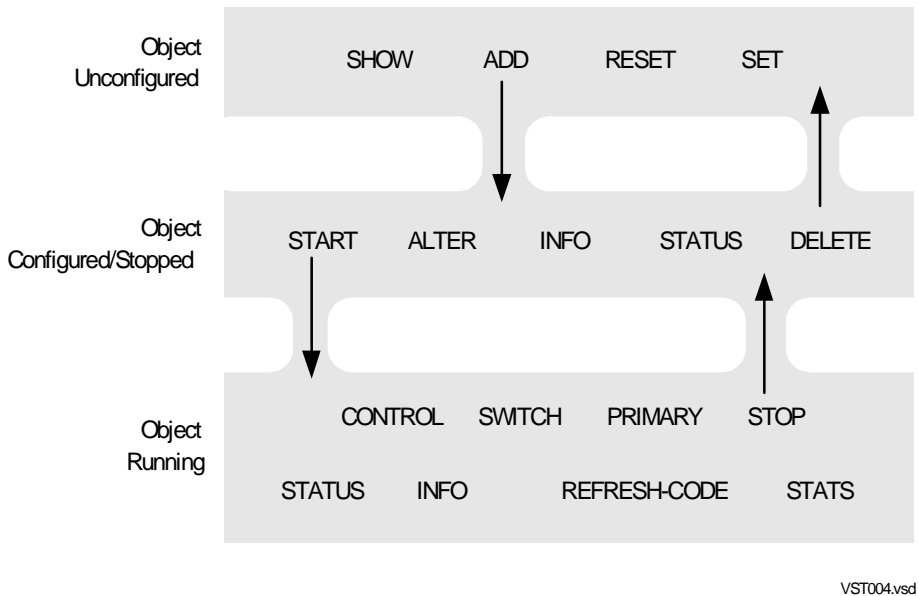 Object
Unconfigured
SHOW ADD RESET SET
Object
Configured/Stopped
START ALTER INFO STATUS DELETE
Object
Running
CONTROL SWITCH PRIMARY STOP
STATUS INFO REFRESH-CODE STATS
VST004.vsd